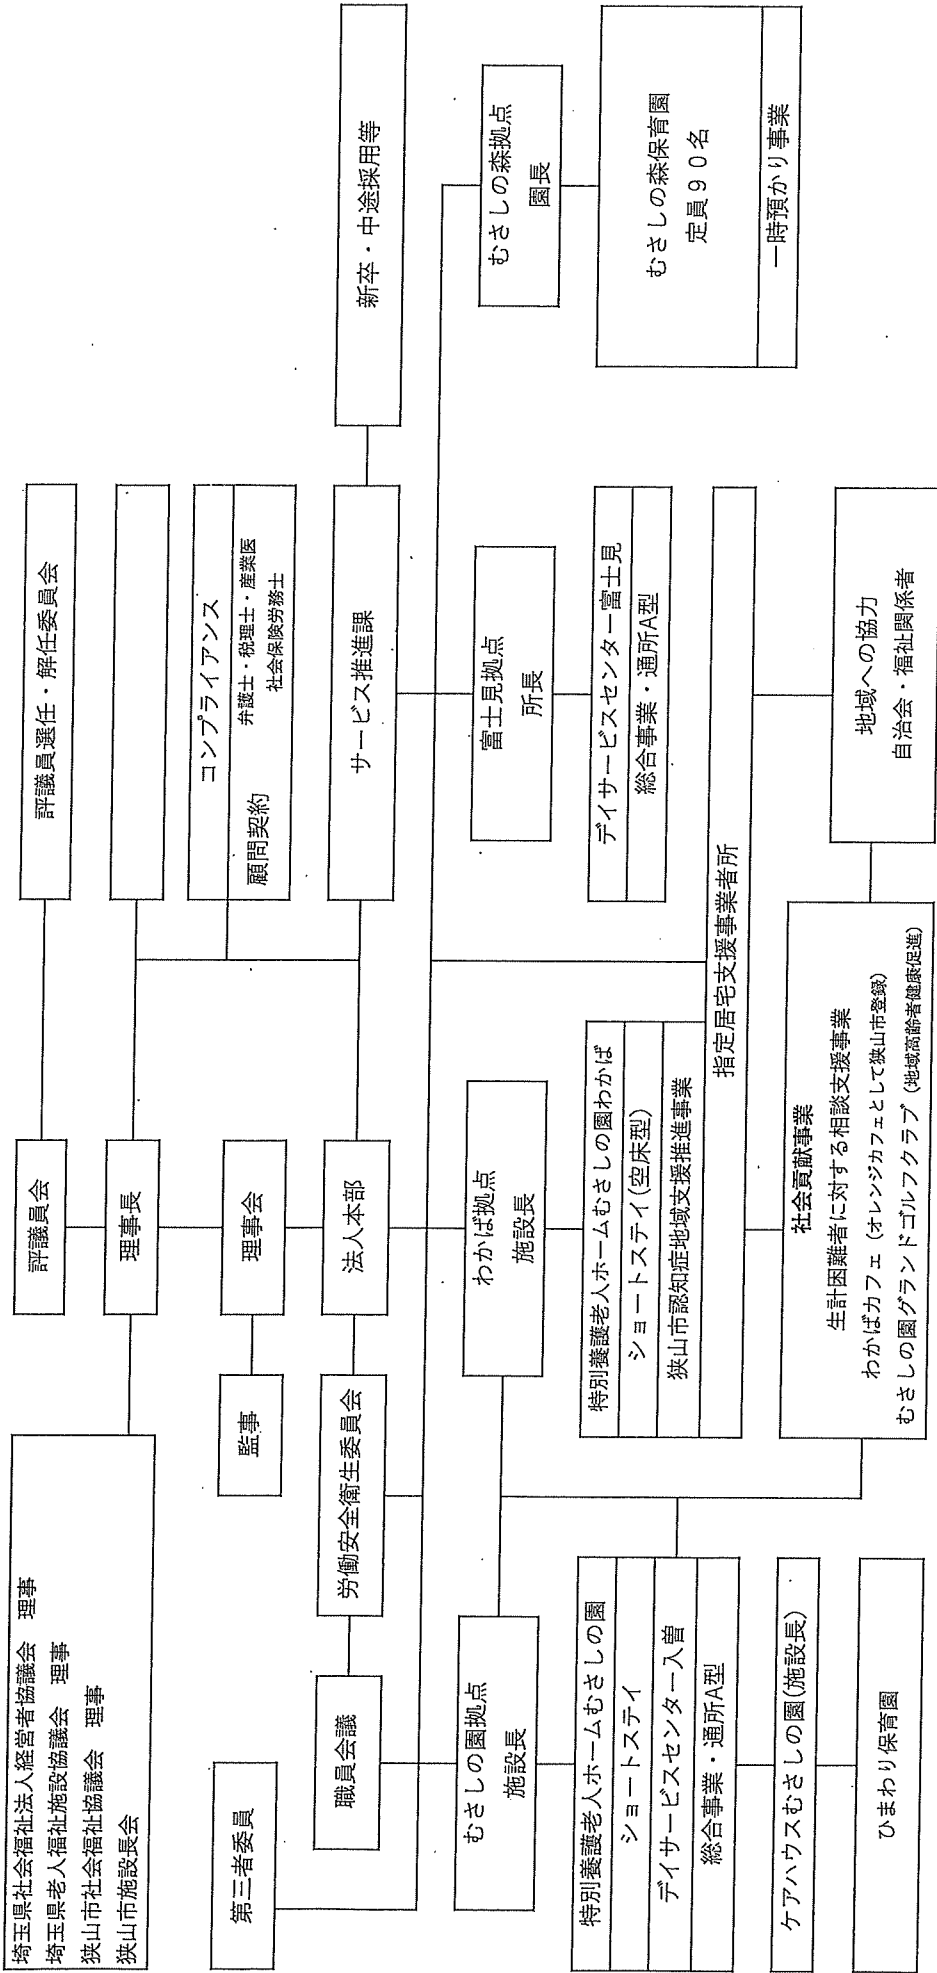 埼玉県社会福祉法人経営者協議会　理事
埼玉県老人福祉施設協議会　理事
狭山市社会福祉協議会　理事
狭山市施設長会
評議員会
評議員選任・解任委員会
理事長
コンプライアンス
顧問契約
弁護士・税理士・産業医
社会保険労務士
第三者委員
監事
理事会
職員会議
労働安全衛生委員会
法人本部
サービス推進課
新卒・中途採用等
むさしの園拠点
施設長
わかば拠点
施設長
富士見拠点
所長
むさしの森拠点
園長
特別養護老人ホームむさしの園
ショートステイ
デイサービスセンター入曽
総合事業・通所A型
特別養護老人ホームむさしの園わかば
ショートステイ(空床型)
狭山市認知症地域支援推進事業
指定居宅支援事業者所
デイサービスセンター富士見
総合事業・通所A型
むさしの森保育園
定員９０名
一時預かり事業
ケアハウスむさしの園(施設長)
ひまわり保育園
社会貢献事業
生計困難者に対する相談支援事業
わかばカフェ (オレンジカフェとして狭山市登録)
むさしの園グランドゴルフクラブ (地域高齢者健康促進)
地域への協力
自治会・福祉関係者